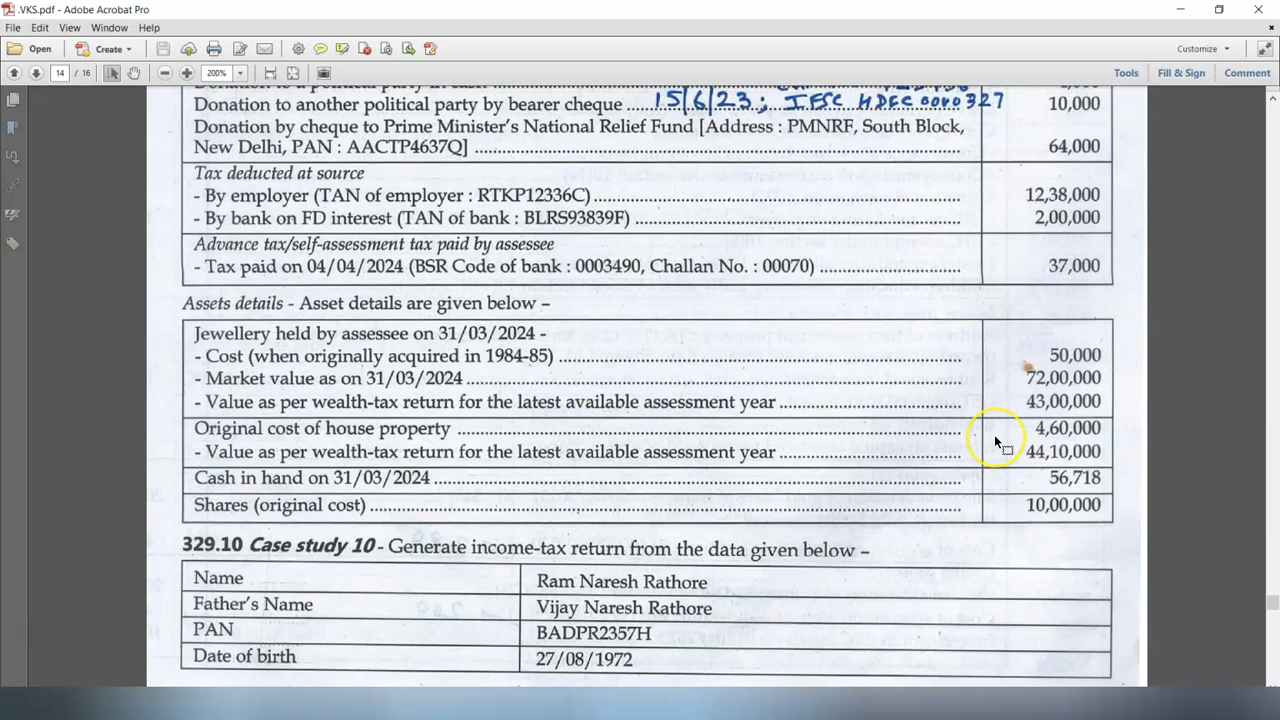 .VKS.pdf - Adobe Acrobat Pro
File Edit View Window Help
Open Create Customize
14 / 16 200% Tools Fill & Sign Comment
Donation to a political party in cash
Donation to another political party by bearer cheque ... 15/6/23; IFSC HDFC 0000327 10,000
Donation by cheque to Prime Minister's National Relief Fund [Address : PMNRF, South Block,
New Delhi, PAN : AACTP4637Q] ... 64,000
Tax deducted at source
- By employer (TAN of employer : RTKP12336C) ... 12,38,000
- By bank on FD interest (TAN of bank : BLRS93839F) ... 2,00,000
Advance tax/self-assessment tax paid by assessee
- Tax paid on 04/04/2024 (BSR Code of bank : 0003490, Challan No. : 00070) ... 37,000
Assets details - Asset details are given below –
Jewellery held by assessee on 31/03/2024 -
- Cost (when originally acquired in 1984-85) ... 50,000
- Market value as on 31/03/2024 ... 72,00,000
- Value as per wealth-tax return for the latest available assessment year ... 43,00,000
Original cost of house property ... 4,60,000
- Value as per wealth-tax return for the latest available assessment year ... 44,10,000
Cash in hand on 31/03/2024 ... 56,718
Shares (original cost) ... 10,00,000
329.10 Case study 10 - Generate income-tax return from the data given below –
Name Ram Naresh Rathore
Father's Name Vijay Naresh Rathore
PAN BADPR2357H
Date of birth 27/08/1972